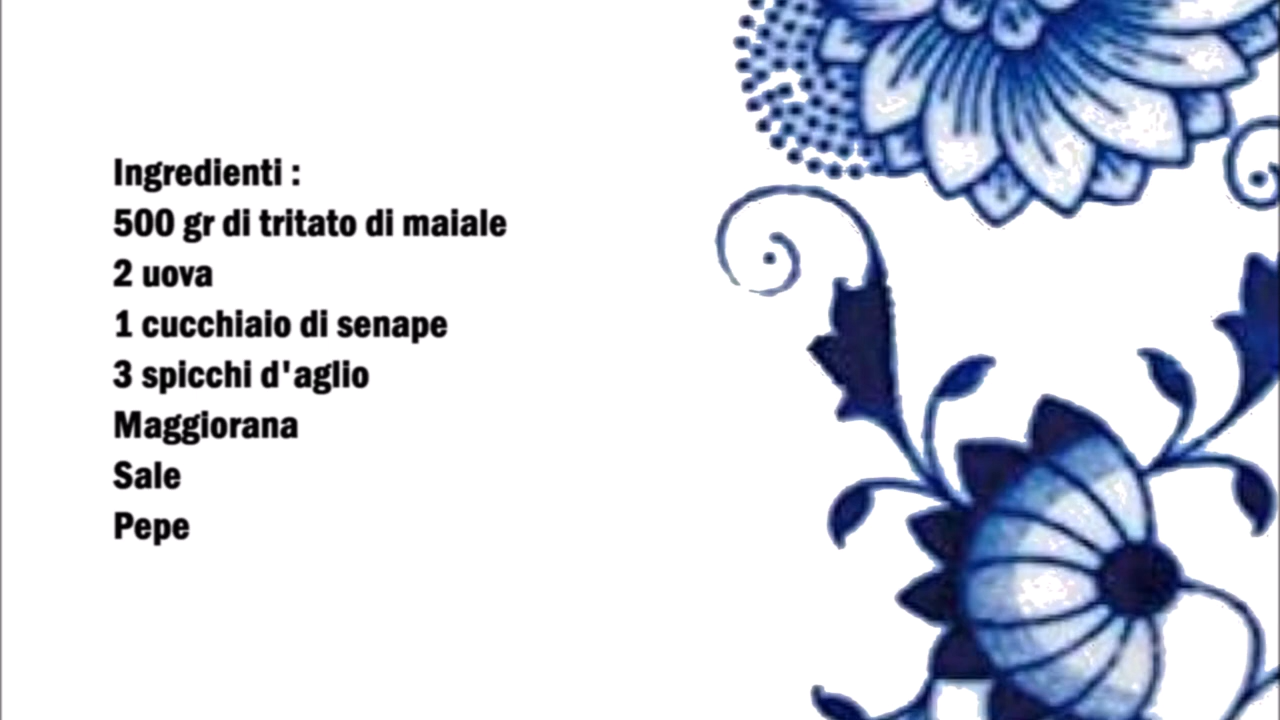 Ingredienti :
500 gr di tritato di maiale
2 uova
1 cucchiaio di senape
3 spicchi d'aglio
Maggiorana
Sale
Pepe